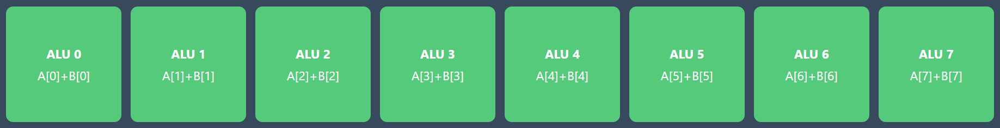 ALU 0
A[0]+B[0]
ALU 1
A[1]+B[1]
ALU 2
A[2]+B[2]
ALU 3
A[3]+B[3]
ALU 4
A[4]+B[4]
ALU 5
A[5]+B[5]
ALU 6
A[6]+B[6]
ALU 7
A[7]+B[7]